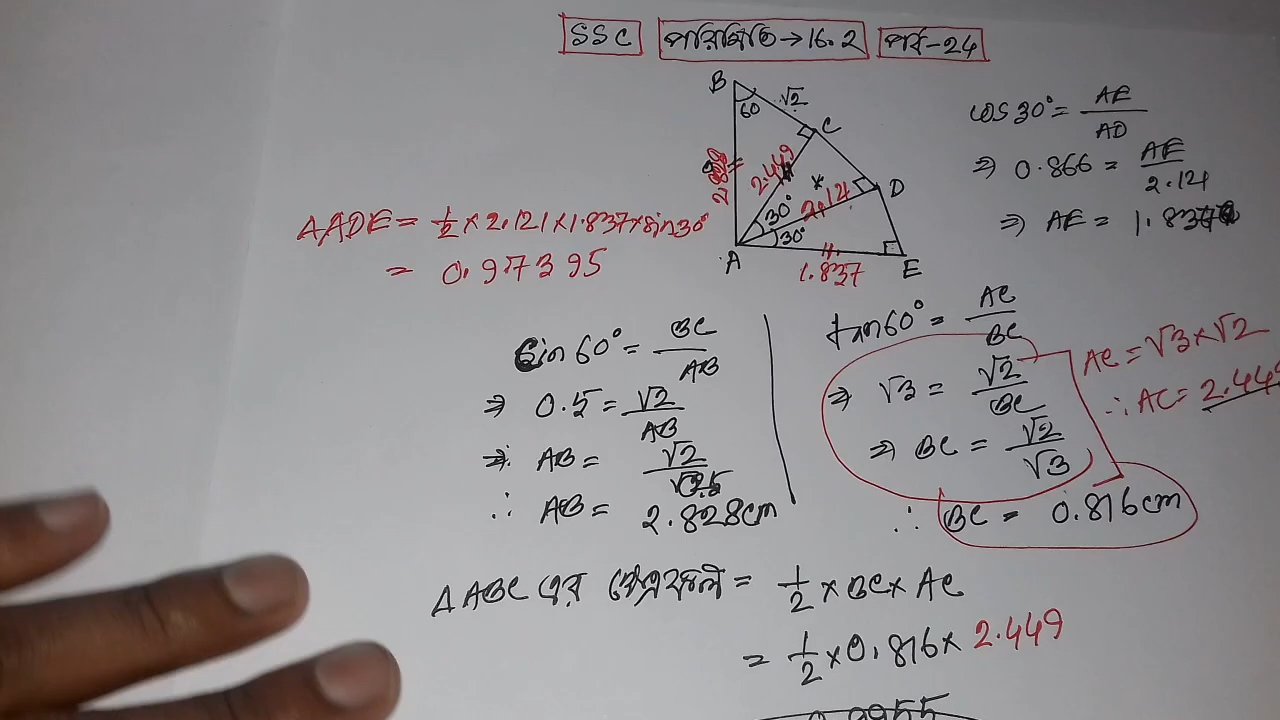 SSC পরিমিতি→16.2 পর্ব-24
B
60
√2
C
2.449
D
2.121
30°
30°
A
1.837
E
cos30° = AE/AD
⇒ 0.866 = AE/2.121
⇒ AE = 1.837
ΔADE = 1/2 × 2.121 × 1.837 × sin30°
= 0.97395
Sin 60° = BC/AB
⇒ 0.5 = √2/AB
⇒ AB = √2/0.5
∴ AB = 2.828cm
tan60° = AC/BC
⇒ √3 = √2/BC
⇒ BC = √2/√3
∴ BC = 0.816cm
AC = √3×√2
∴ AC = 2.449
ΔABC এর ক্ষেত্রফল = 1/2 × BC × AC
= 1/2 × 0.816 × 2.449